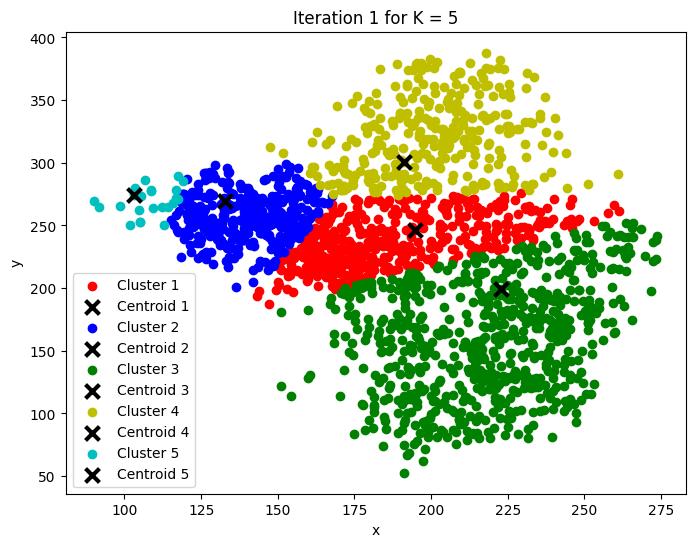 Iteration 1 for K = 5
400
350
300
250
200
150
100
50
y
Cluster 1
Centroid 1
Cluster 2
Centroid 2
Cluster 3
Centroid 3
Cluster 4
Centroid 4
Cluster 5
Centroid 5
100 125 150 175 200 225 250 275
x